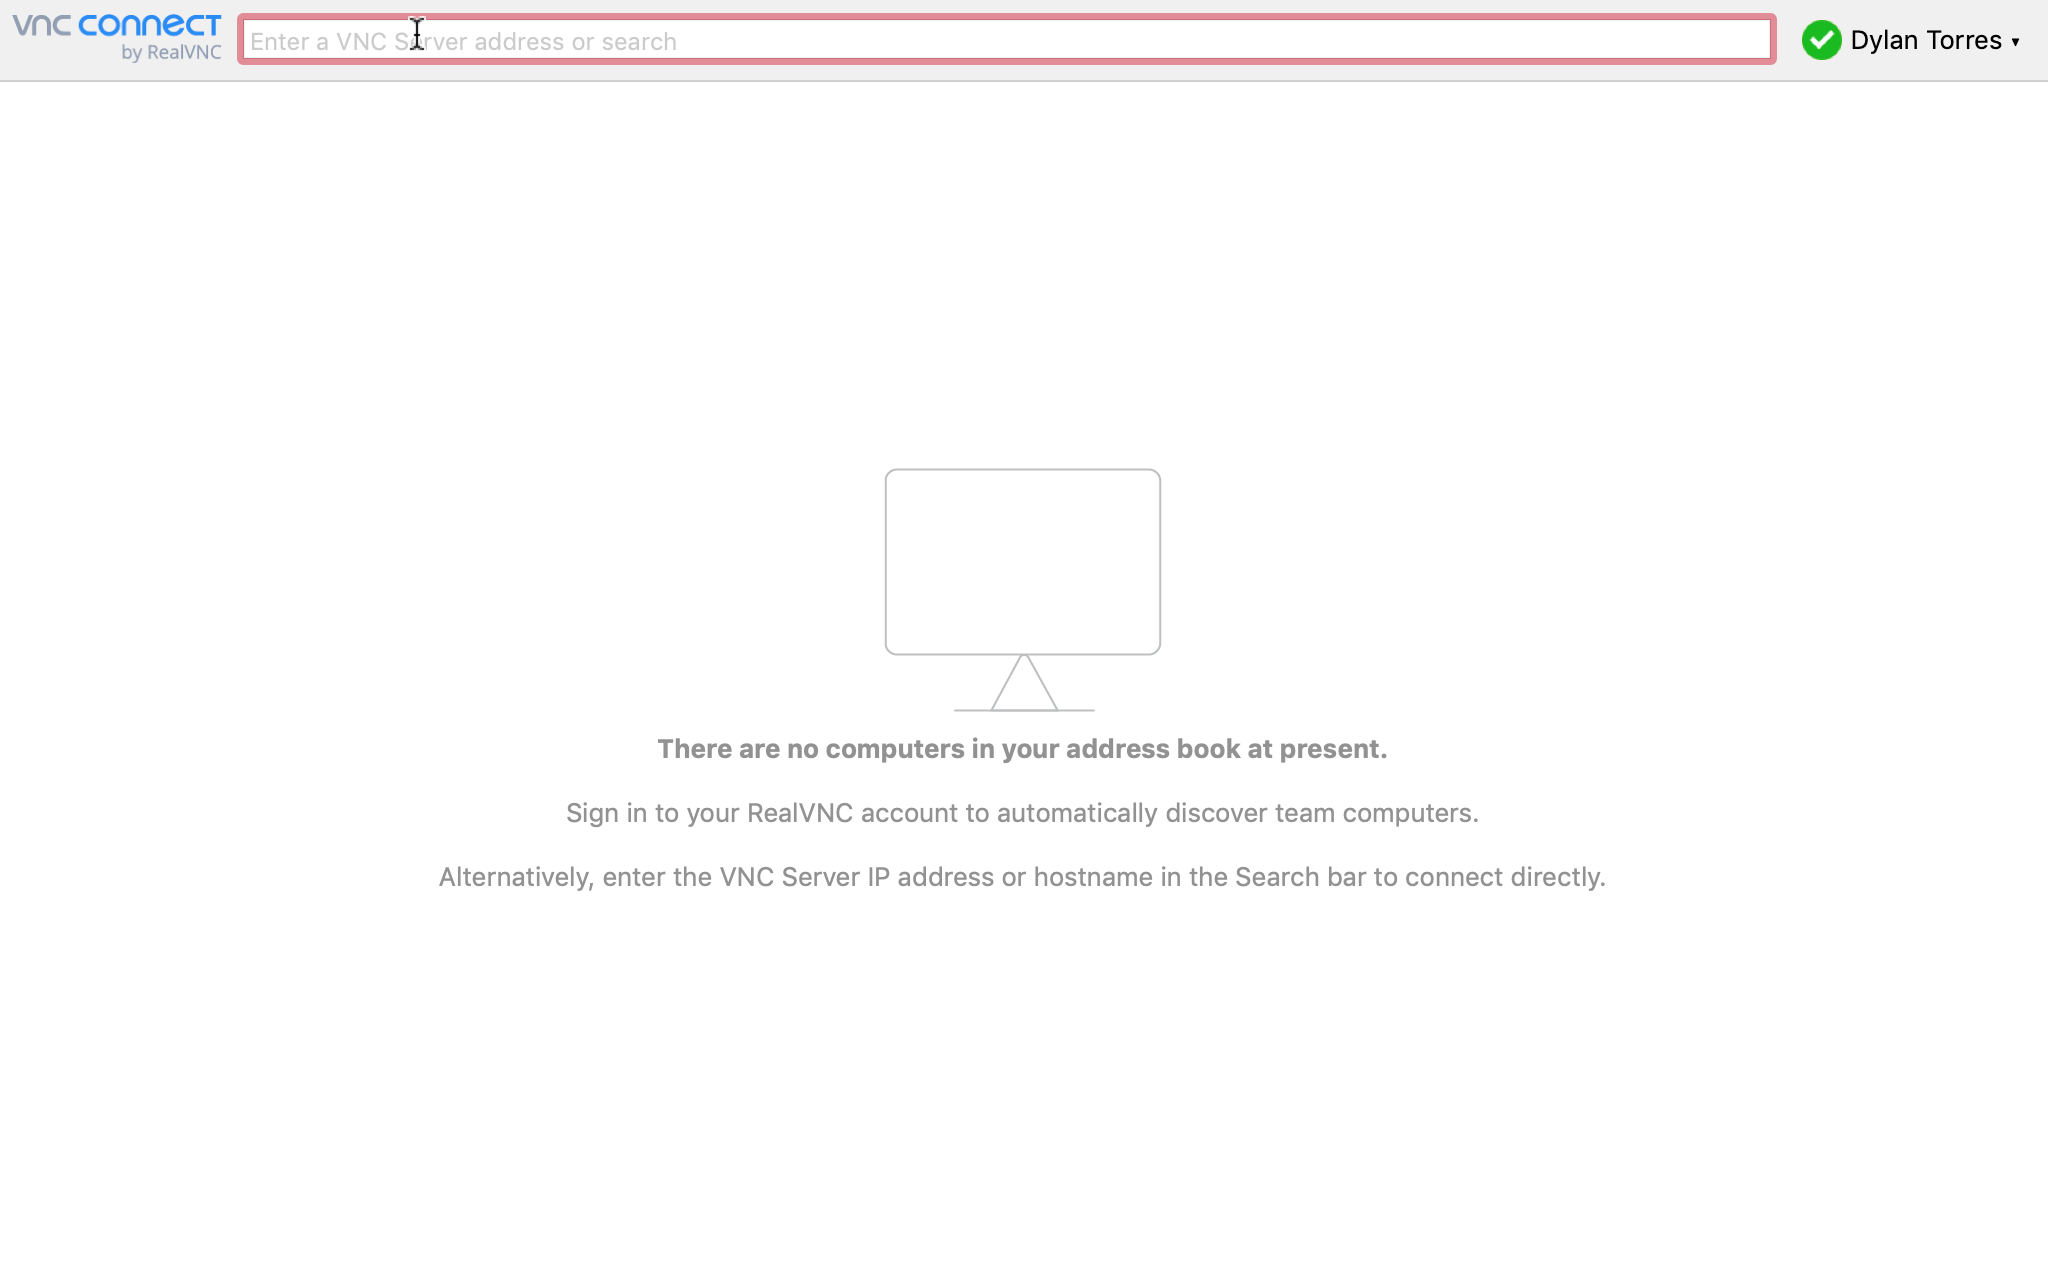 vnc connect
by RealVNC
Enter a VNC Server address or search
Dylan Torres
There are no computers in your address book at present.
Sign in to your RealVNC account to automatically discover team computers.
Alternatively, enter the VNC Server IP address or hostname in the Search bar to connect directly.